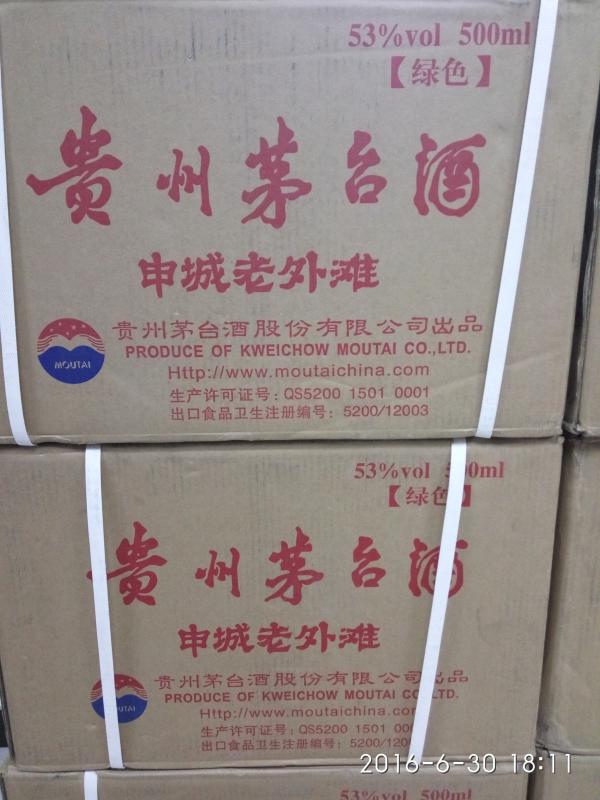 53%vol 500ml
【绿色】
贵州茅台酒
申城老外滩
MOUTAI
贵州茅台酒股份有限公司出品
PRODUCE OF KWEICHOW MOUTAI CO.,LTD.
Http://www.moutaichina.com
生产许可证号: QS5200 1501 0001
出口食品卫生注册编号: 5200/12003
53%vol 500ml
【绿色】
贵州茅台酒
申城老外滩
MOUTAI
贵州茅台酒股份有限公司出品
PRODUCE OF KWEICHOW MOUTAI CO.,LTD.
Http://www.moutaichina.com
生产许可证号: QS5200 1501 00
出口食品卫生注册编号: 5200/120
2016-6-30 18:11
53%vol 500ml